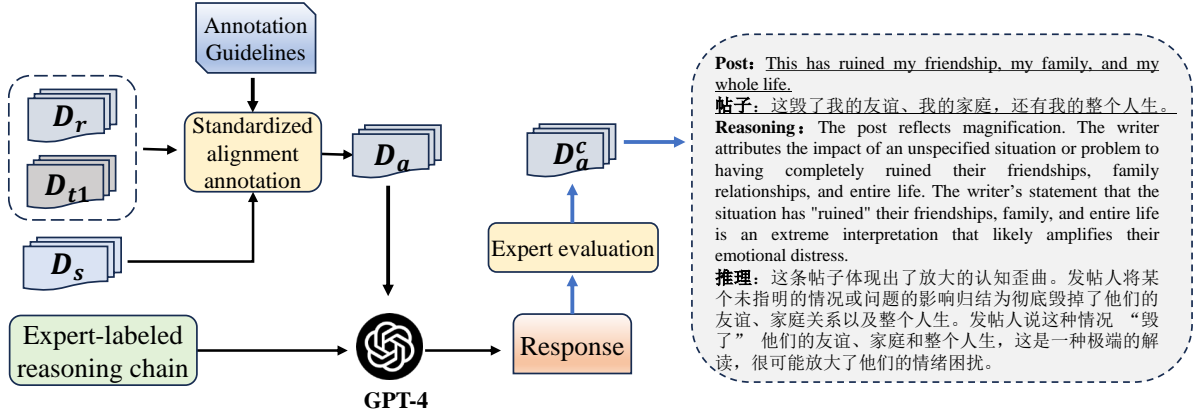 Annotation
Guidelines
D_r
D_t1
Standardized
alignment
annotation
D_a
D_s
Expert-labeled
reasoning chain
GPT-4
Response
Expert evaluation
D_a^c
Post: This has ruined my friendship, my family, and my
whole life.
帖子：这毁了我的友谊、我的家庭，还有我的整个人生。
Reasoning： The post reflects magnification. The writer
attributes the impact of an unspecified situation or problem to
having completely ruined their friendships, family
relationships, and entire life. The writer's statement that the
situation has "ruined" their friendships, family, and entire life
is an extreme interpretation that likely amplifies their
emotional distress.
推理：这条帖子体现出了放大的认知歪曲。发帖人将某
个未指明的情况或问题的影响归结为彻底毁掉了他们的
友谊、家庭关系以及整个人生。发帖人说这种情况 “毁
了” 他们的友谊、家庭和整个人生，这是一种极端的解
读，很可能放大了他们的情绪困扰。